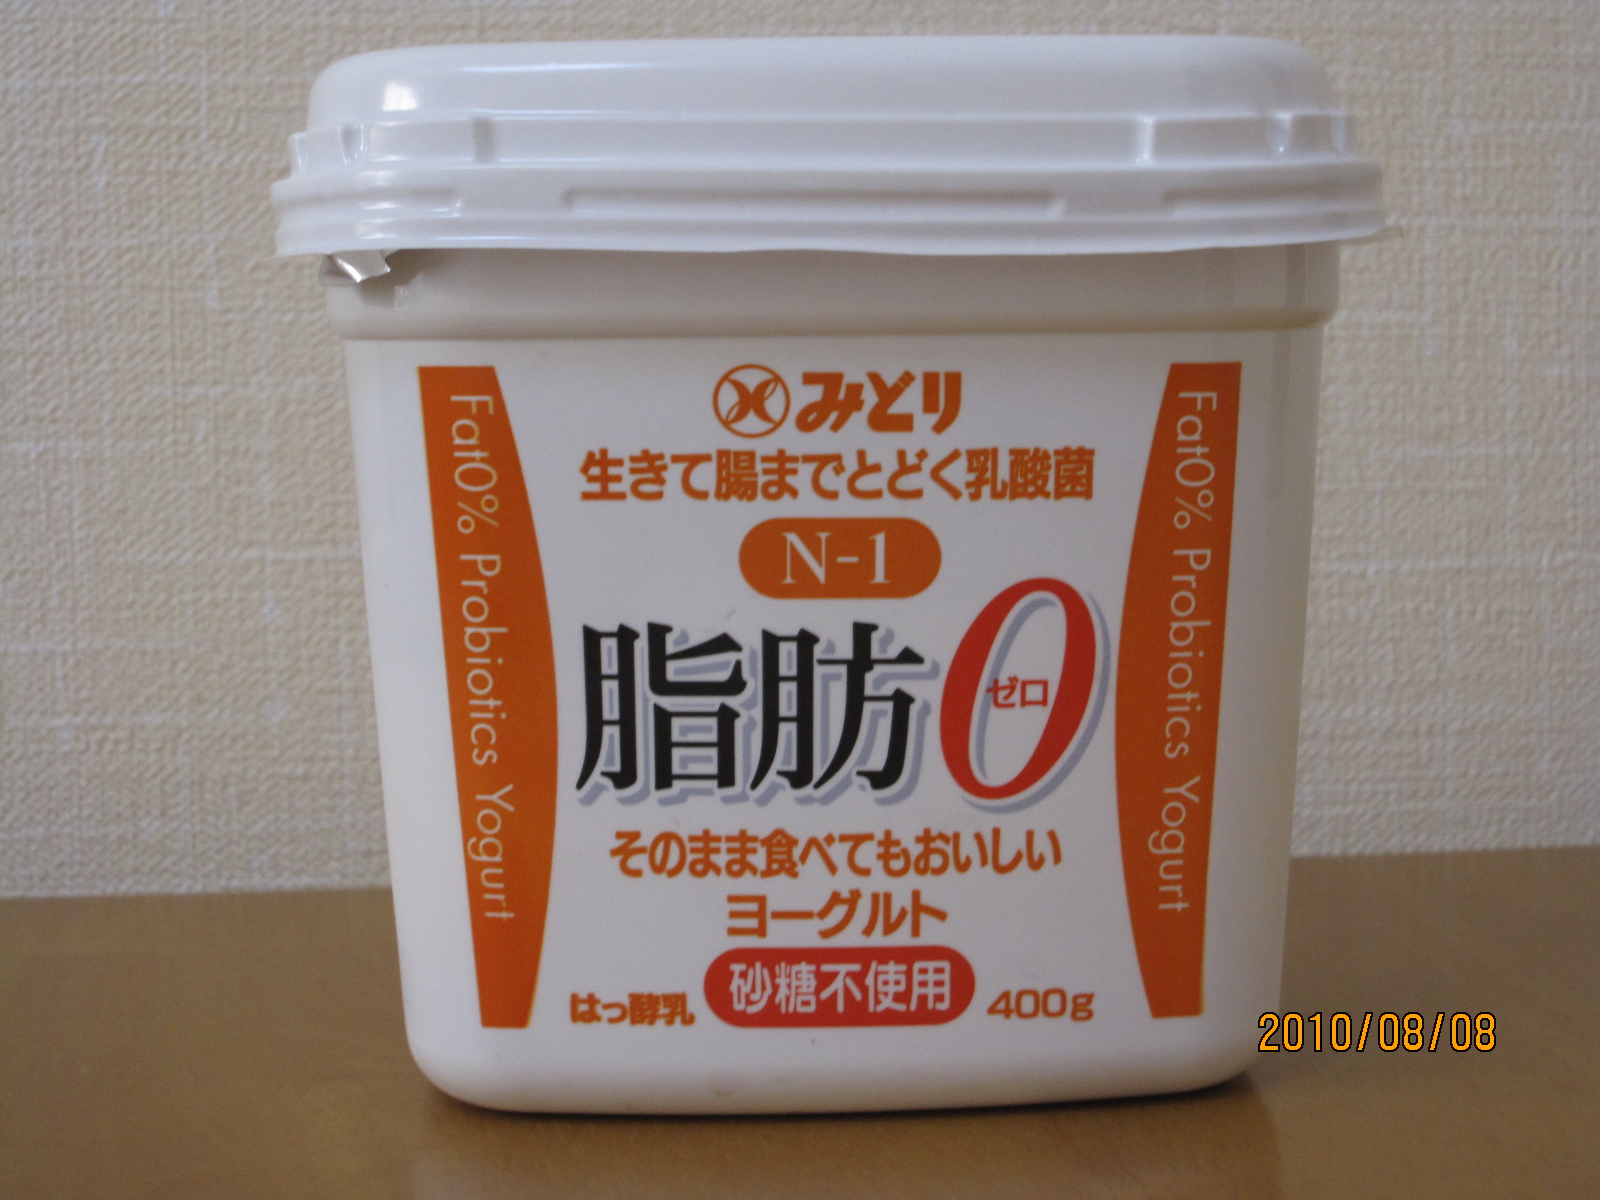 みどり
生きて腸までとどく乳酸菌
N-1
脂肪0
ゼロ
そのまま食べてもおいしい
ヨーグルト
砂糖不使用
はっ酵乳
400g
Fat0% Probiotics Yogurt
Fat0% Probiotics Yogurt
2010/08/08